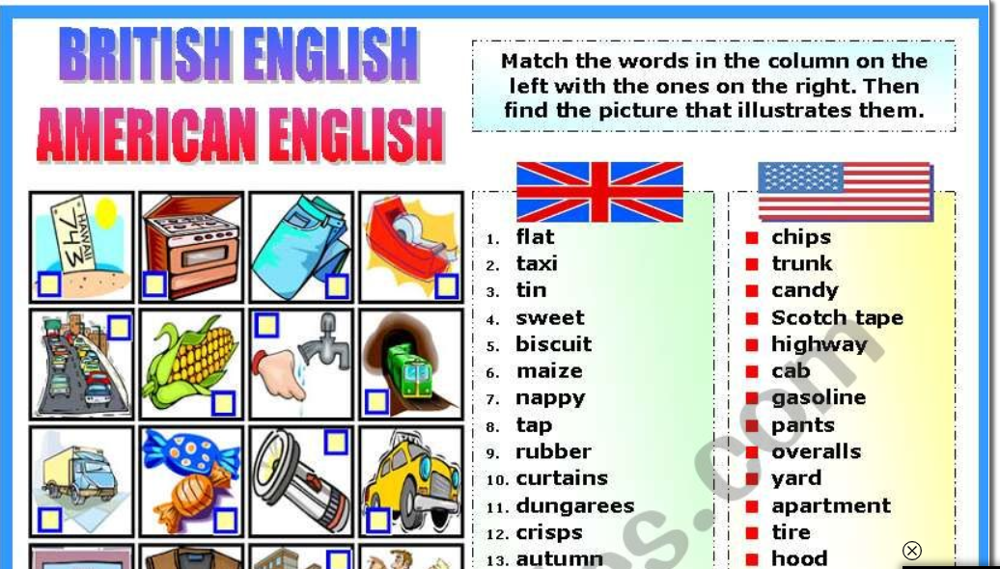 BRITISH ENGLISH
AMERICAN ENGLISH
Match the words in the column on the
left with the ones on the right. Then
find the picture that illustrates them.
HAWAII
743
1. flat
2. taxi
3. tin
4. sweet
5. biscuit
6. maize
7. nappy
8. tap
9. rubber
10. curtains
11. dungarees
12. crisps
13. autumn
chips
trunk
candy
Scotch tape
highway
cab
gasoline
pants
overalls
yard
apartment
tire
hood
es.com